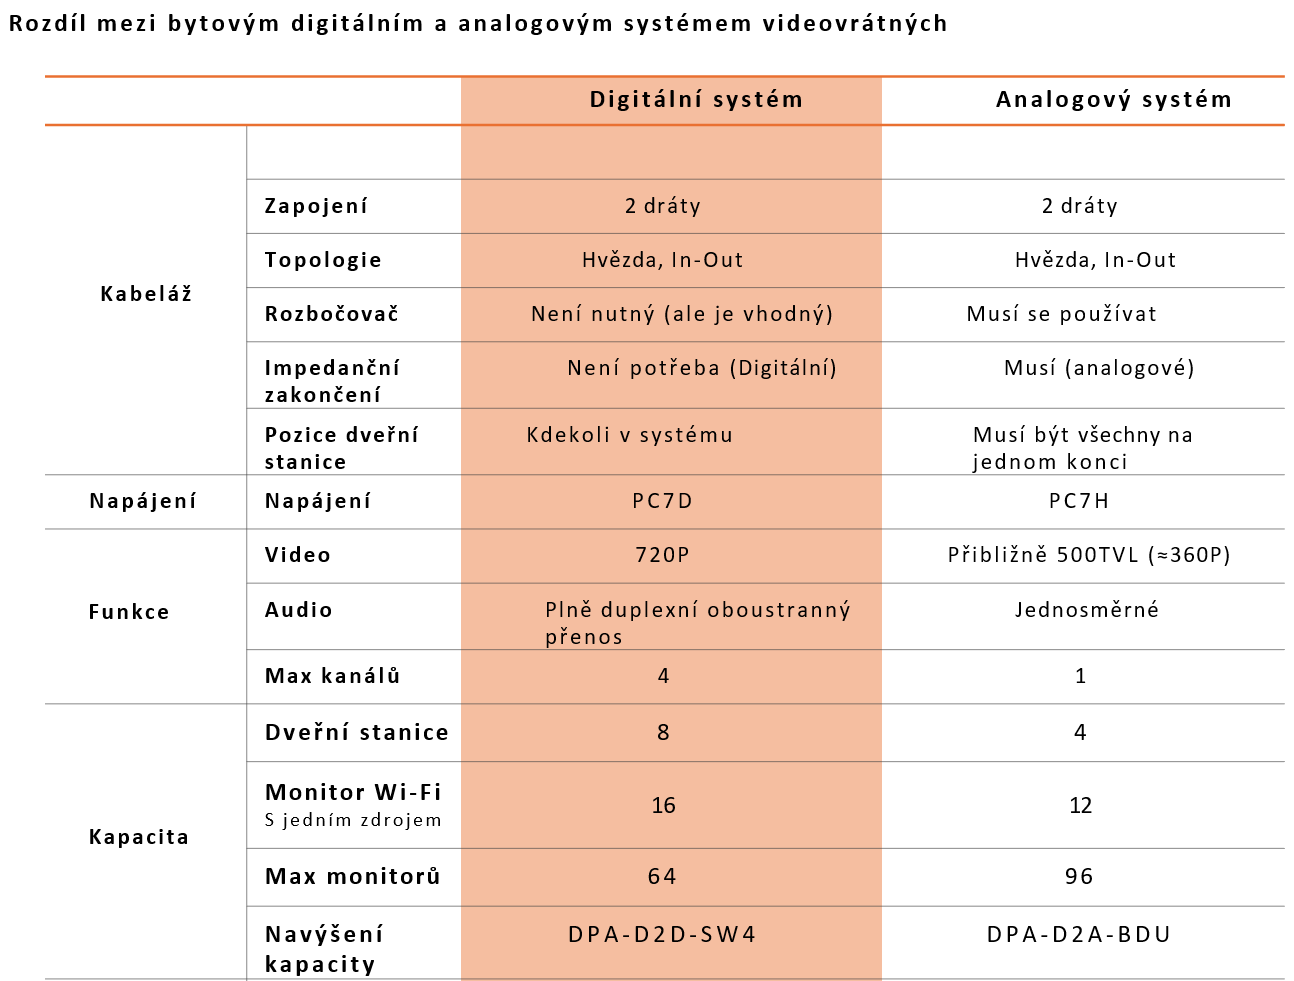 Rozdíl mezi bytovým digitálním a analogovým systémem videovrátných
Digitální systém Analogový systém
Kabeláž
Zapojení 2 dráty 2 dráty
Topologie Hvězda, In-Out Hvězda, In-Out
Rozbočovač Není nutný (ale je vhodný) Musí se používat
Impedanční zakončení Není potřeba (Digitální) Musí (analogové)
Pozice dveřní stanice Kdekoli v systému Musí být všechny na jednom konci
Napájení Napájení PC7D PC7H
Funkce
Video 720P Přibližně 500TVL (≈360P)
Audio Plně duplexní oboustranný přenos Jednosměrné
Max kanálů 4 1
Kapacita
Dveřní stanice 8 4
Monitor Wi-Fi
S jedním zdrojem 16 12
Max monitorů 64 96
Navýšení kapacity DPA-D2D-SW4 DPA-D2A-BDU